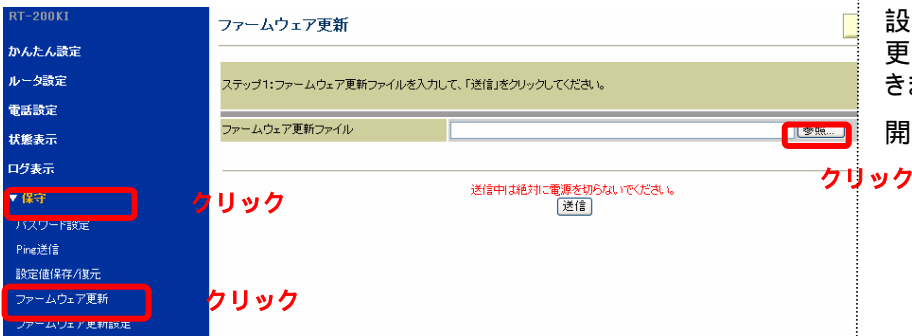 RT-200KI
かんたん設定
ルータ設定
電話設定
状態表示
ログ表示
▼保守
パスワード設定
Ping送信
設定値保存/復元
ファームウェア更新
ファームウェア更新設定
クリック
クリック
ファームウェア更新
ステップ1:ファームウェア更新ファイルを入力して、「送信」をクリックしてください。
ファームウェア更新ファイル
参照...
クリック
送信中は絶対に電源を切らないでください。
送信
設
更
きま
開